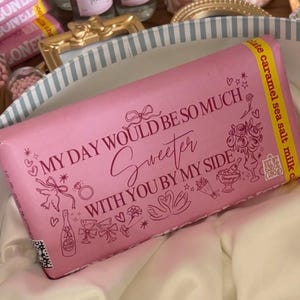 MY DAY WOULD BE SO MUCH
Sweeter
WITH YOU BY MY SIDE
caramel sea salt milk